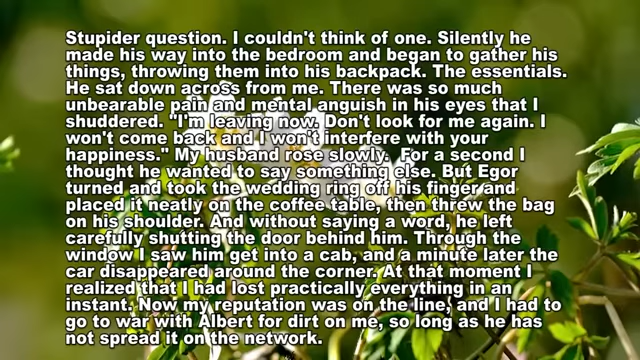 Stupider question. I couldn't think of one. Silently he
made his way into the bedroom and began to gather his
things, throwing them into his backpack. The essentials.
He sat down across from me. There was so much
unbearable pain and mental anguish in his eyes that I
shuddered. "I'm leaving now. Don't look for me again. I
won't come back and I won't interfere with your
happiness." My husband rose slowly. For a second I
thought he wanted to say something else. But Egor
turned and took the wedding ring off his finger and
placed it neatly on the coffee table, then threw the bag
on his shoulder. And without saying a word, he left
carefully shutting the door behind him. Through the
window I saw him get into a cab, and a minute later the
car disappeared around the corner. At that moment I
realized that I had lost practically everything in an
instant. Now my reputation was on the line, and I had to
go to war with Albert for dirt on me, so long as he has
not spread it on the network.